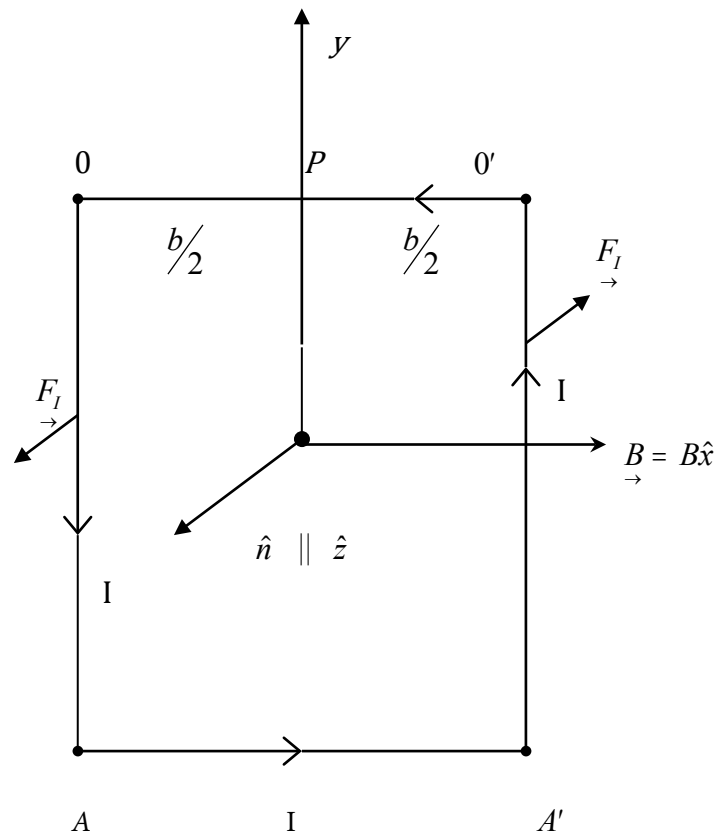 y
0 P 0′
b/2 b/2
F_I →
F_I →
I
B → = Bx̂
n̂ || ẑ
I
A I A′